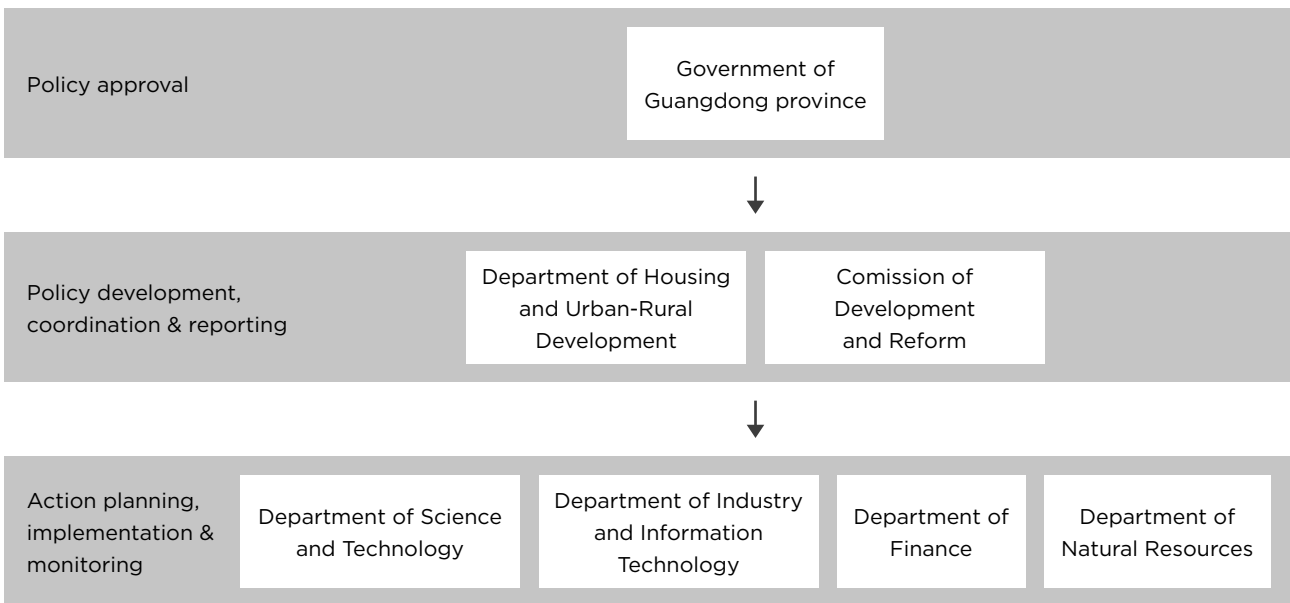 Policy approval
Government of
Guangdong province
Policy development,
coordination & reporting
Department of Housing
and Urban-Rural
Development
Comission of
Development
and Reform
Action planning,
implementation &
monitoring
Department of Science
and Technology
Department of Industry
and Information
Technology
Department of
Finance
Department of
Natural Resources